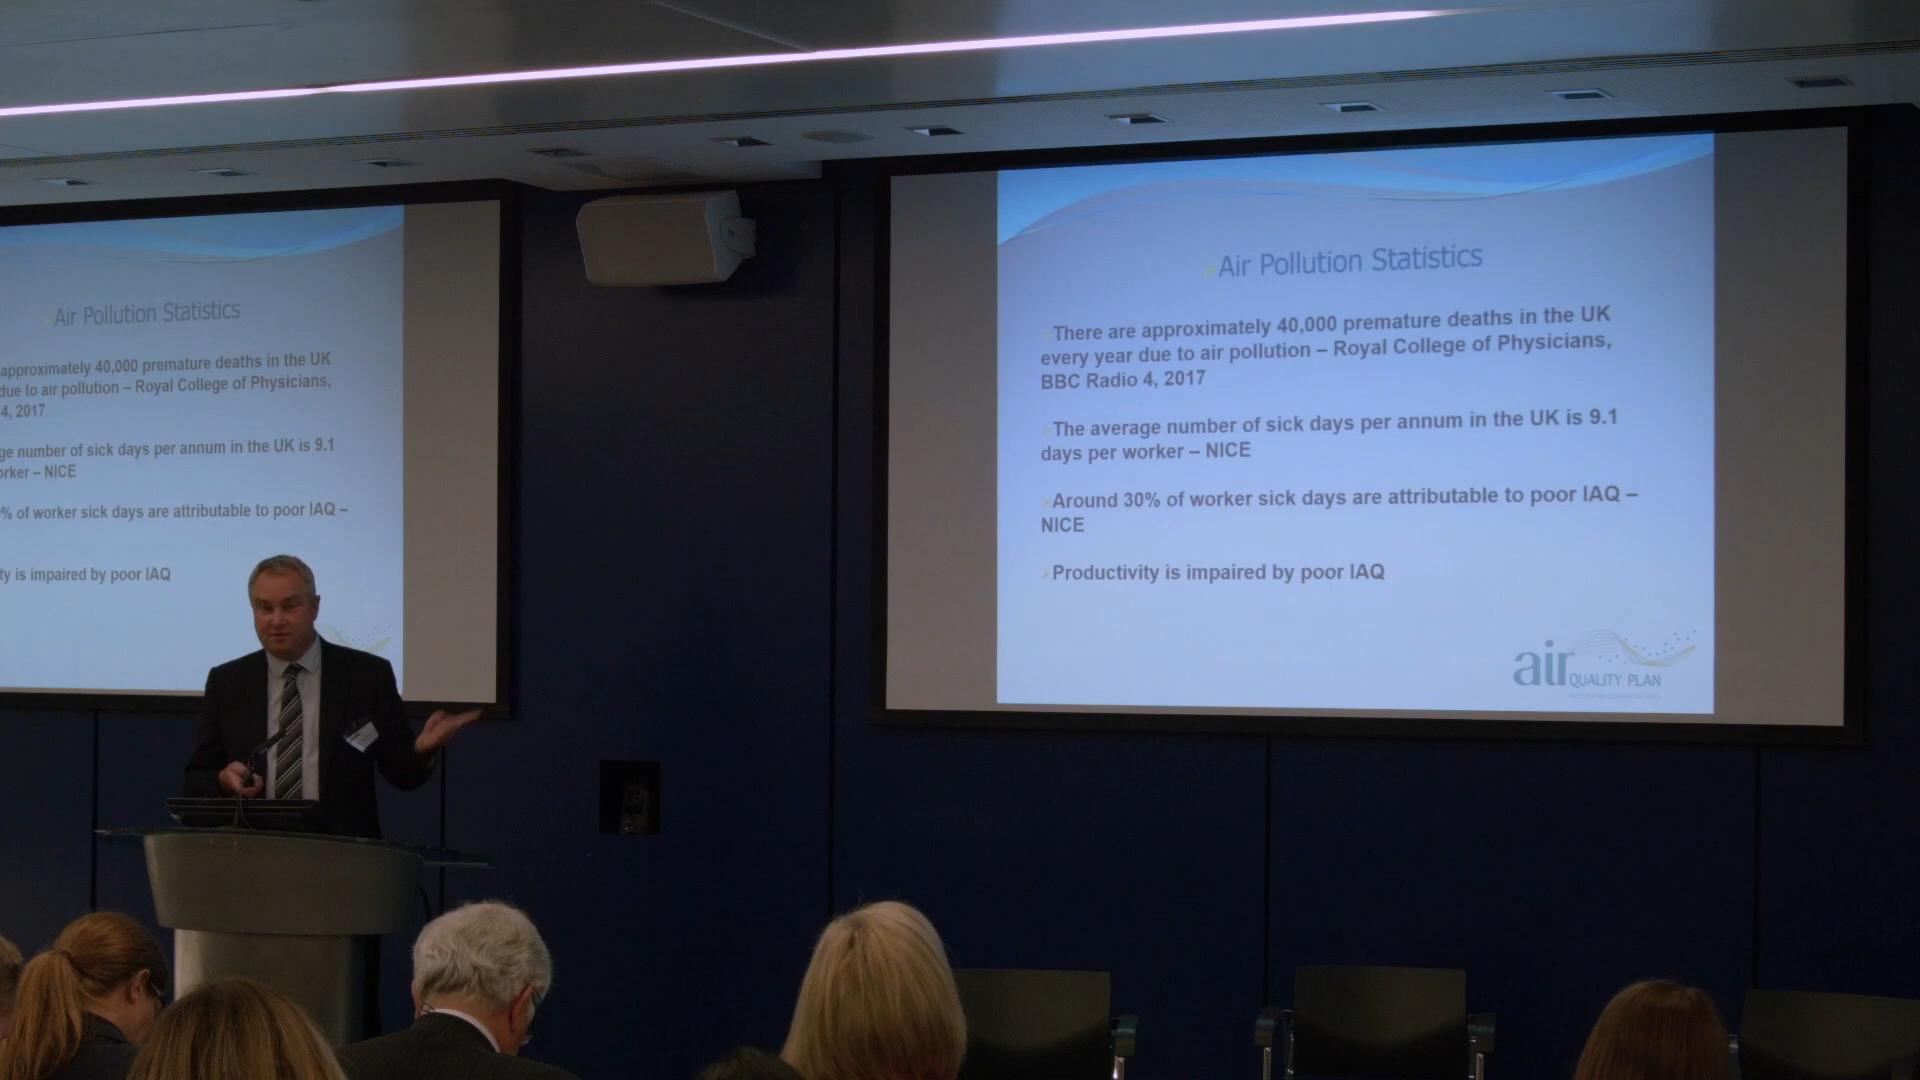 Air Pollution Statistics
approximately 40,000 premature deaths in the UK
due to air pollution – Royal College of Physicians,
4, 2017
number of sick days per annum in the UK is 9.1
– NICE
% of worker sick days are attributable to poor IAQ –
is impaired by poor IAQ
Air Pollution Statistics
There are approximately 40,000 premature deaths in the UK
every year due to air pollution – Royal College of Physicians,
BBC Radio 4, 2017
The average number of sick days per annum in the UK is 9.1
days per worker – NICE
Around 30% of worker sick days are attributable to poor IAQ –
NICE
Productivity is impaired by poor IAQ
air
QUALITY PLAN